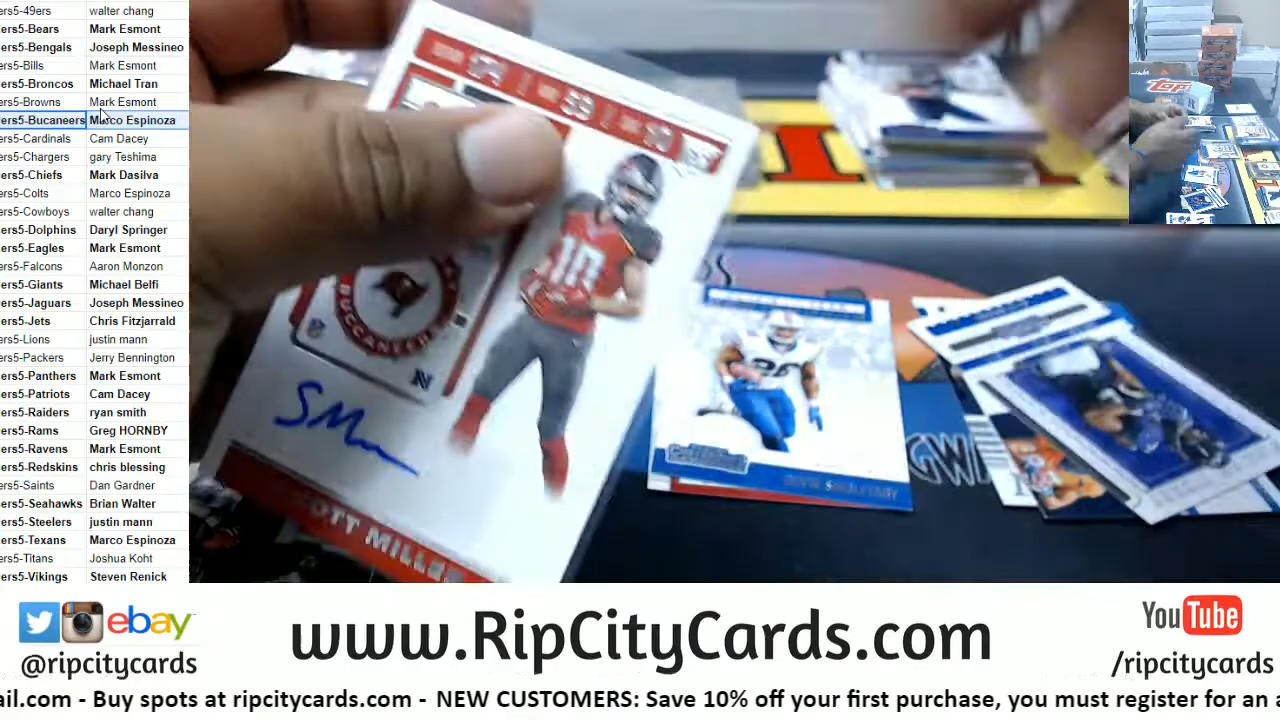 ers5-49ers walter chang
ers5-Bears Mark Esmont
ers5-Bengals Joseph Messineo
ers5-Bills Mark Esmont
ers5-Broncos Michael Tran
ers5-Browns Mark Esmont
ers5-Bucaneers Marco Espinoza
ers5-Cardinals Cam Dacey
ers5-Chargers gary Teshima
ers5-Chiefs Mark Dasilva
ers5-Colts Marco Espinoza
ers5-Cowboys walter chang
ers5-Dolphins Daryl Springer
ers5-Eagles Mark Esmont
ers5-Falcons Aaron Monzon
ers5-Giants Michael Belfi
ers5-Jaguars Joseph Messineo
ers5-Jets Chris Fitzjarrald
ers5-Lions justin mann
ers5-Packers Jerry Bennington
ers5-Panthers Mark Esmont
ers5-Patriots Cam Dacey
ers5-Raiders ryan smith
ers5-Rams Greg HORNBY
ers5-Ravens Mark Esmont
ers5-Redskins chris blessing
ers5-Saints Dan Gardner
ers5-Seahawks Brian Walter
ers5-Steelers justin mann
ers5-Texans Marco Espinoza
ers5-Titans Joshua Koht
ers5-Vikings Steven Renick
10
BUCCANEERS
OTT MILLE
GW
ebay
@ripcitycards
www.RipCityCards.com
YouTube
/ripcitycards
ail.com - Buy spots at ripcitycards.com - NEW CUSTOMERS: Save 10% off your first purchase, you must register for an a